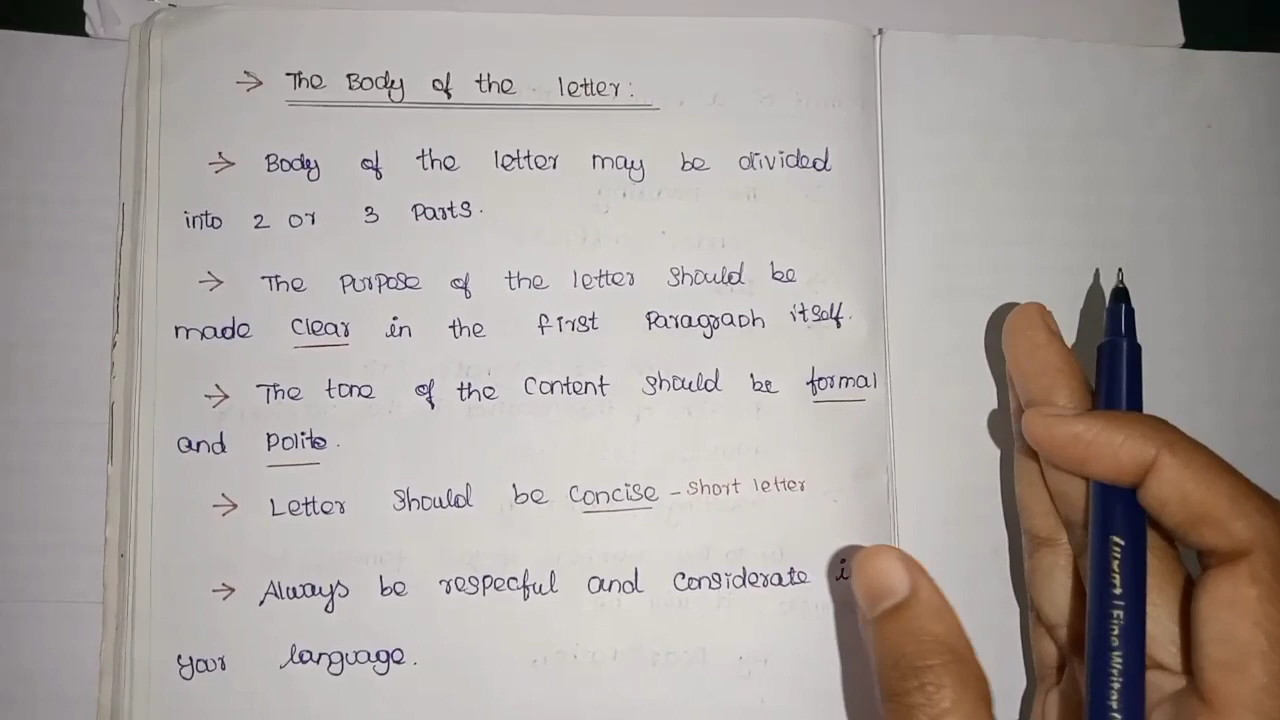 → The Body of the letter:
→ Body of the letter may be divided
into 2 or 3 Parts.
→ The Purpose of the letter should be
made clear in the first Paragraph itself.
→ The tone of the content should be formal
and polite.
→ Letter should be concise - short letter
→ Always be respecful and considerate i
your language.
Fine Writer